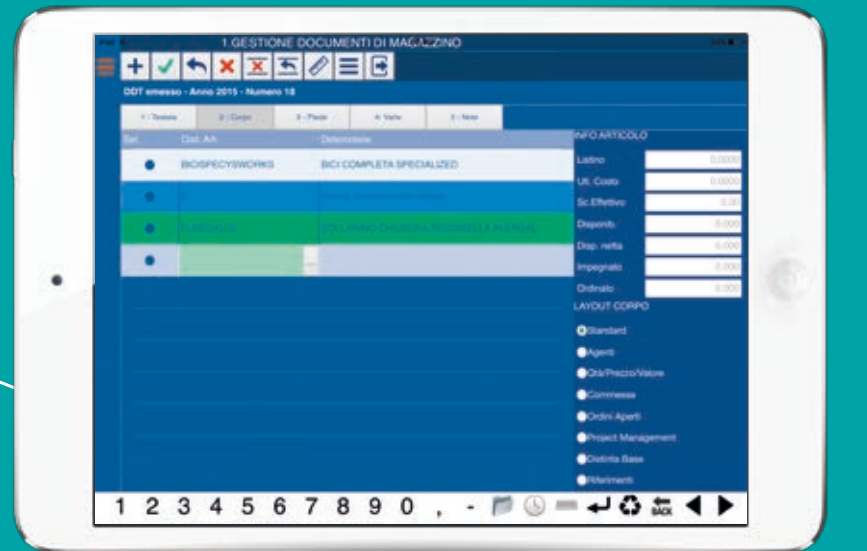 1.GESTIONE DOCUMENTI DI MAGAZZINO
DDT emesso - Anno 2015 - Numero 18
1 - Testata 2 - Corpo 3 - Piede 4- Varie 5 - Note
Sel. Cod. Art. Descrizione
BICISPECYSWORKS BICI COMPLETA SPECIALIZED
INFO ARTICOLO
Listino 0.0000
Ult. Costo 0.0000
Sc.Effettivo 0.00
Disponib. 0.000
Disp. netta 0.000
Impegnato 0.000
Ordinato 0.000
LAYOUT CORPO
Standard
Agenti
Qtà/Prezzo/Valore
Commessa
Ordini Aperti
Project Management
Distinta Base
Riferimenti
1 2 3 4 5 6 7 8 9 0 , - BACK